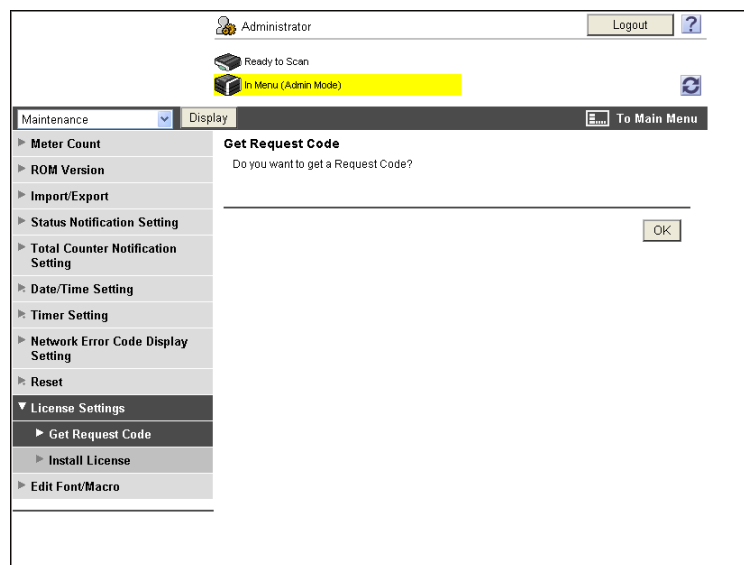 Administrator
Logout
?
Ready to Scan
In Menu (Admin Mode)
Maintenance
Display
To Main Menu
Meter Count
ROM Version
Import/Export
Status Notification Setting
Total Counter Notification
Setting
Date/Time Setting
Timer Setting
Network Error Code Display
Setting
Reset
License Settings
Get Request Code
Install License
Edit Font/Macro
Get Request Code
Do you want to get a Request Code?
OK